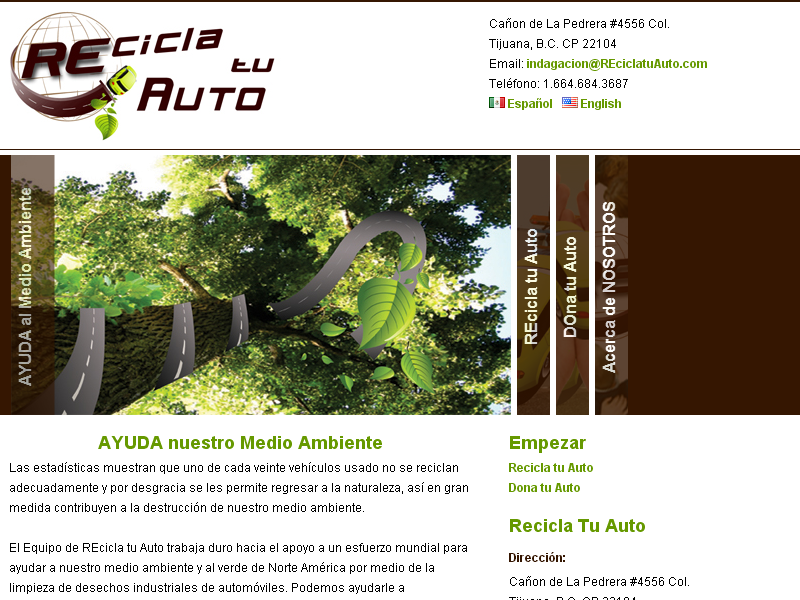 REcicla tu Auto
Cañon de La Pedrera #4556 Col.
Tijuana, B.C. CP 22104
Email: indagacion@REciclatuAuto.com
Teléfono: 1.664.684.3687
Español English
AYUDA al Medio Ambiente
REcicla tu Auto
DOna tu Auto
Acerca de NOSOTROS
AYUDA nuestro Medio Ambiente
Las estadísticas muestran que uno de cada veinte vehículos usado no se reciclan
adecuadamente y por desgracia se les permite regresar a la naturaleza, así en gran
medida contribuyen a la destrucción de nuestro medio ambiente.
El Equipo de REcicla tu Auto trabaja duro hacia el apoyo a un esfuerzo mundial para
ayudar a nuestro medio ambiente y al verde de Norte América por medio de la
limpieza de desechos industriales de automóviles. Podemos ayudarle a
Empezar
Recicla tu Auto
Dona tu Auto
Recicla Tu Auto
Dirección:
Cañon de La Pedrera #4556 Col.
Tijuana, B.C. CP 22104